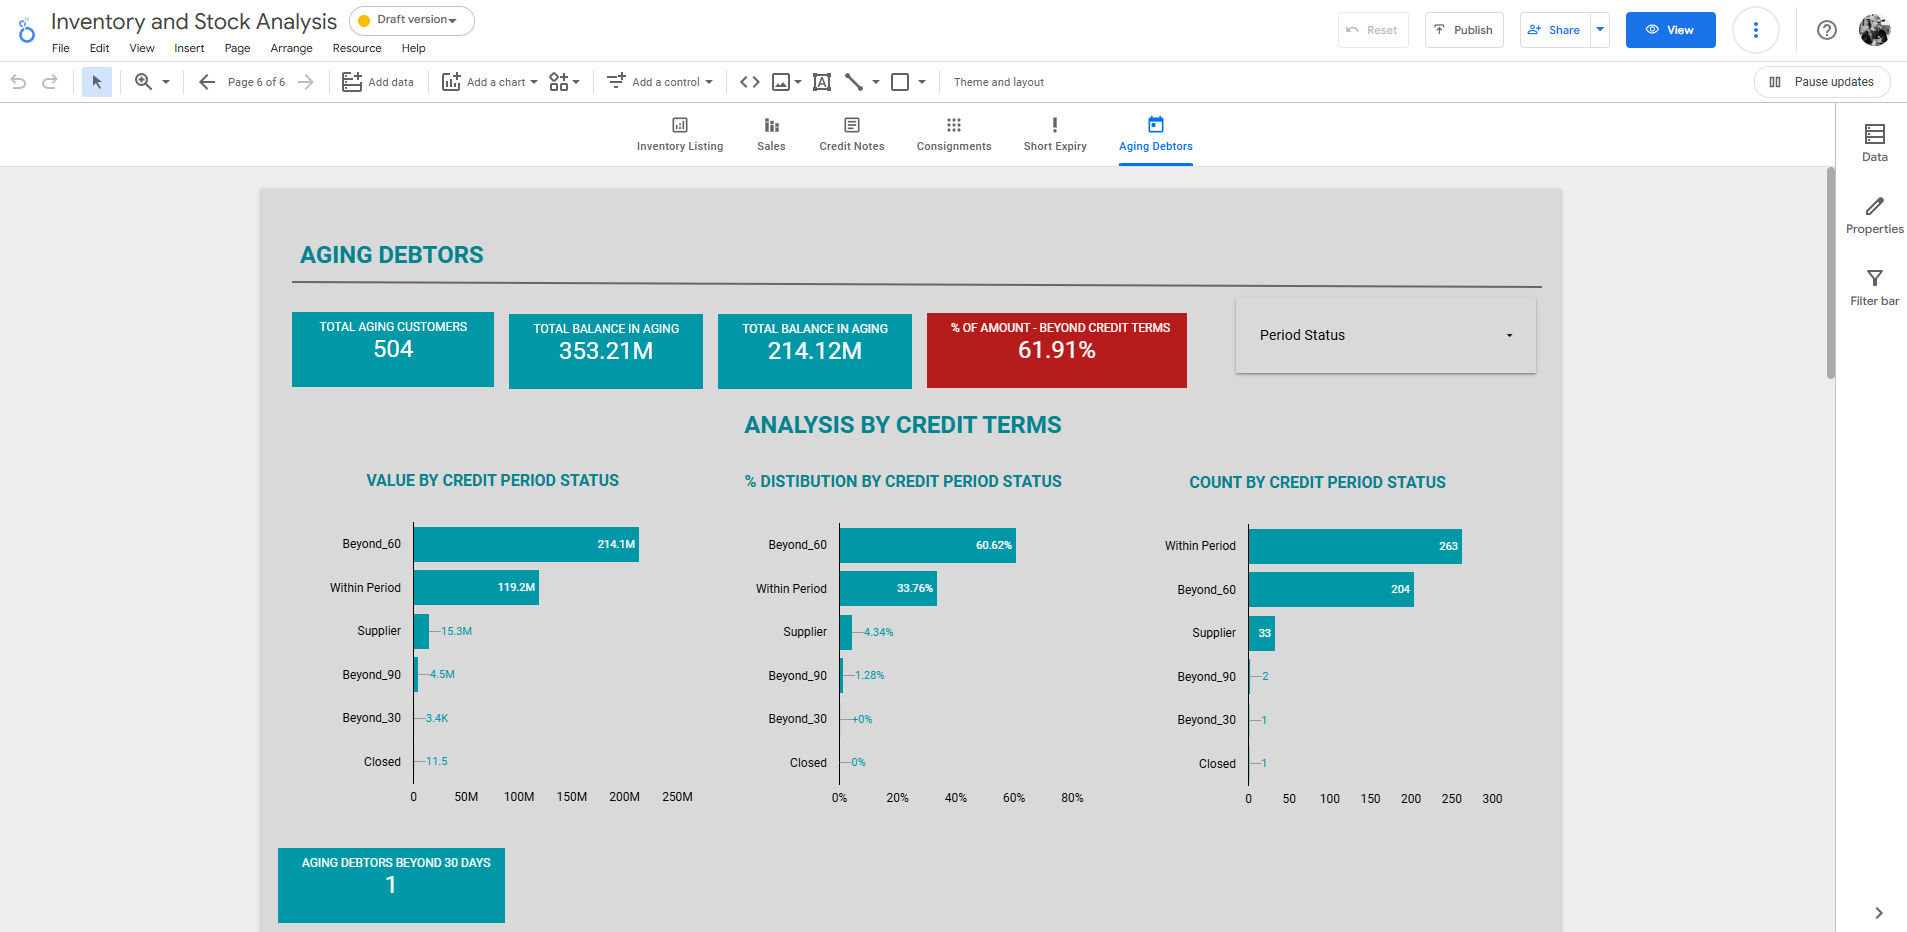 Inventory and Stock Analysis
Draft version
File Edit View Insert Page Arrange Resource Help
Reset
Publish
Share
View
Page 6 of 6
Add data
Add a chart
Add a control
Theme and layout
Pause updates
Inventory Listing
Sales
Credit Notes
Consignments
Short Expiry
Aging Debtors
Data
Properties
Filter bar
AGING DEBTORS
TOTAL AGING CUSTOMERS
504
TOTAL BALANCE IN AGING
353.21M
TOTAL BALANCE IN AGING
214.12M
% OF AMOUNT - BEYOND CREDIT TERMS
61.91%
Period Status
ANALYSIS BY CREDIT TERMS
VALUE BY CREDIT PERIOD STATUS
Beyond_60 214.1M
Within Period 119.2M
Supplier 15.3M
Beyond_90 4.5M
Beyond_30 3.4K
Closed 11.5
0 50M 100M 150M 200M 250M
% DISTIBUTION BY CREDIT PERIOD STATUS
Beyond_60 60.62%
Within Period 33.76%
Supplier 4.34%
Beyond_90 1.28%
Beyond_30 +0%
Closed 0%
0% 20% 40% 60% 80%
COUNT BY CREDIT PERIOD STATUS
Within Period 263
Beyond_60 204
Supplier 33
Beyond_90 2
Beyond_30 1
Closed 1
0 50 100 150 200 250 300
AGING DEBTORS BEYOND 30 DAYS
1